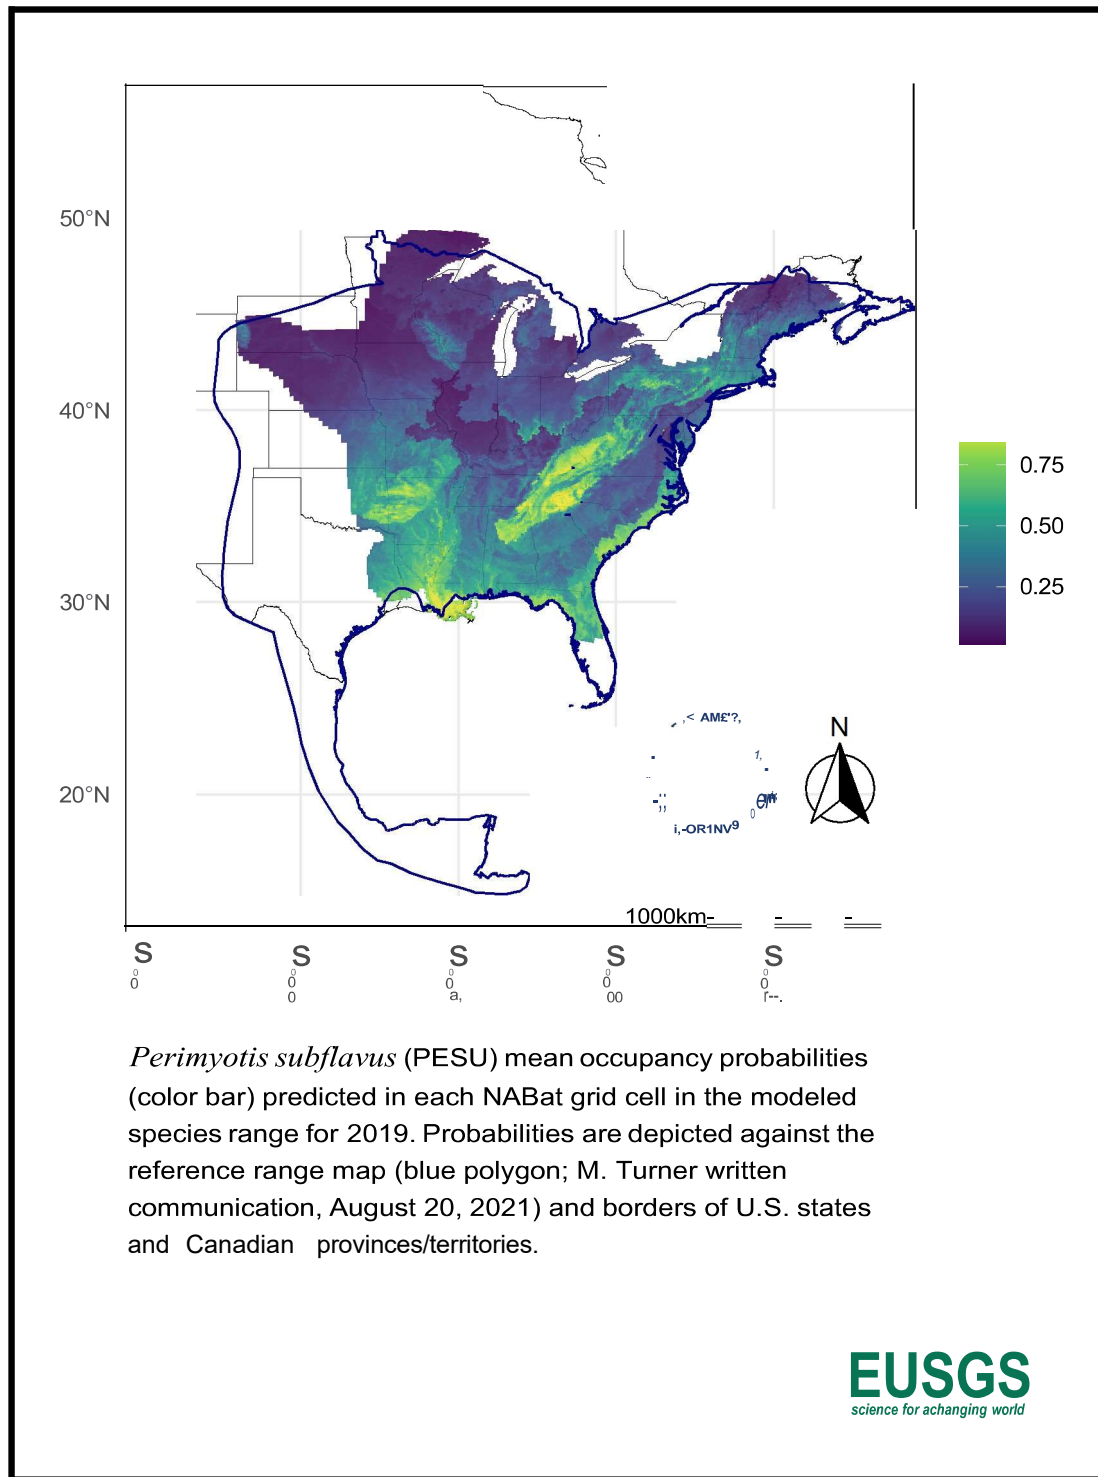 50°N
40°N
30°N
20°N
0.75
0.50
0.25
AM£'?,
N
i,-OR1NV9
1000km
S
S
S
S
S
Perimyotis subflavus (PESU) mean occupancy probabilities
(color bar) predicted in each NABat grid cell in the modeled
species range for 2019. Probabilities are depicted against the
reference range map (blue polygon; M. Turner written
communication, August 20, 2021) and borders of U.S. states
and Canadian provinces/territories.
EUSGS
science for achanging world